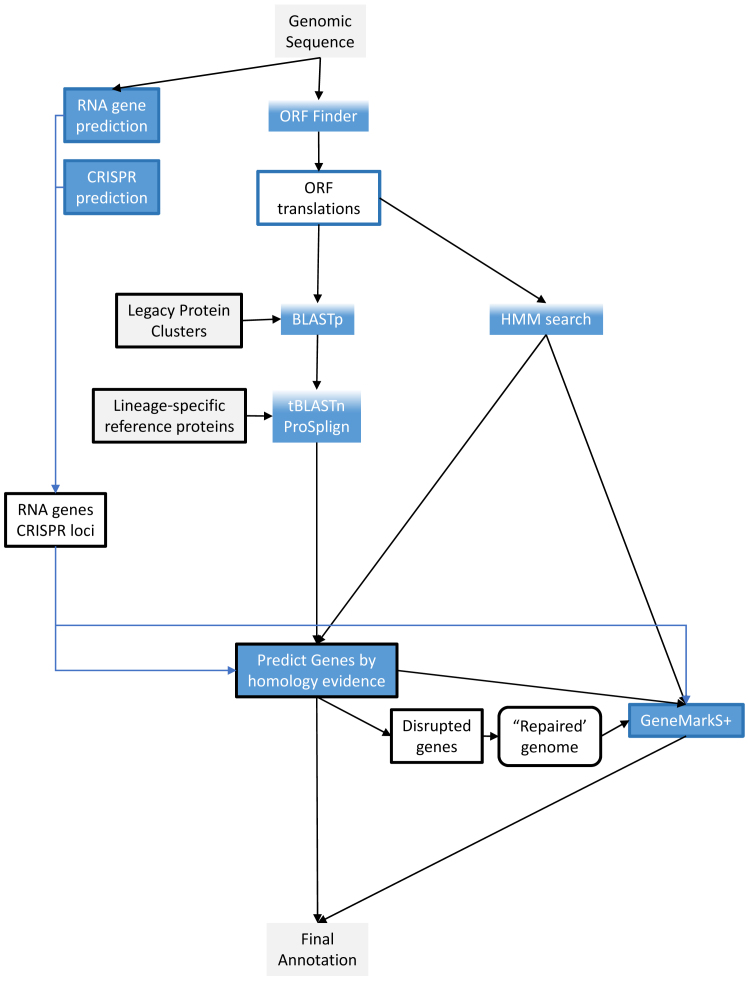 Genomic
Sequence
RNA gene
prediction
ORF Finder
CRISPR
prediction
ORF
translations
Legacy Protein
Clusters
BLASTp
HMM search
Lineage-specific
reference proteins
tBLASTn
ProSplign
RNA genes
CRISPR loci
Predict Genes by
homology evidence
Disrupted
genes
“Repaired’
genome
GeneMarkS+
Final
Annotation